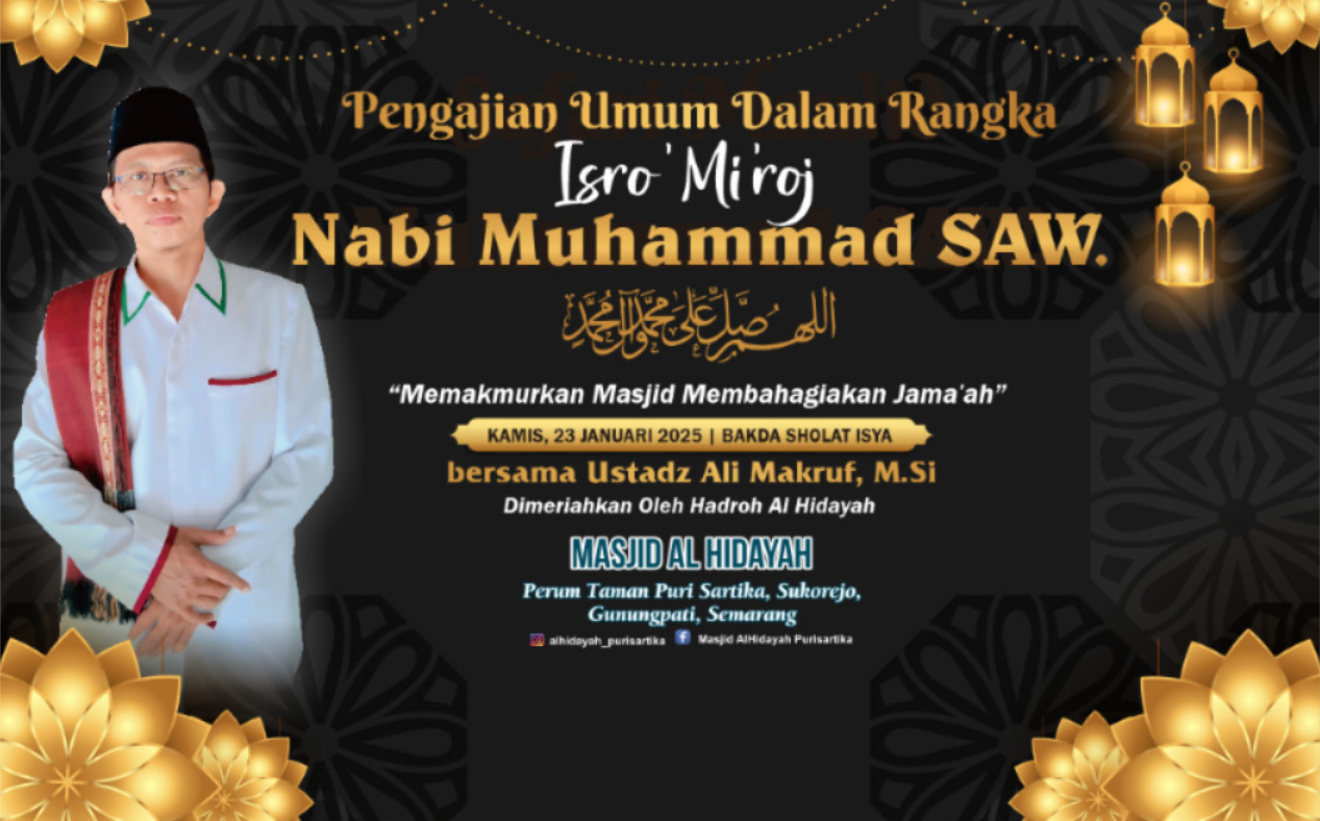 Pengajian Umum Dalam Rangka
Isro' Mi'roj
Nabi Muhammad SAW.
اللهم صل على محمد وآل محمد
“Memakmurkan Masjid Membahagiakan Jama'ah”
KAMIS, 23 JANUARI 2025 | BAKDA SHOLAT ISYA
bersama Ustadz Ali Makruf, M.Si
Dimeriahkan Oleh Hadroh Al Hidayah
MASJID AL HIDAYAH
Perum Taman Puri Sartika, Sukorejo,
Gunungpati, Semarang
alhidayah_purisartika Masjid AlHidayah Purisartika